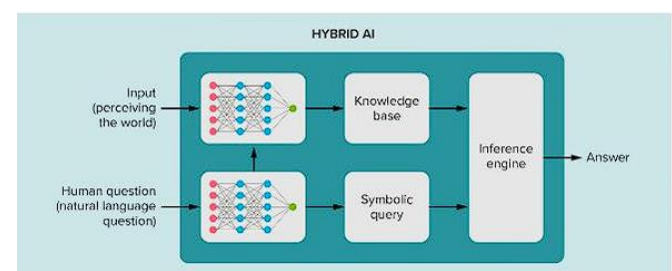 HYBRID AI
Input
(perceiving
the world)
Knowledge
base
Inference
engine
Answer
Human question
(natural language
question)
Symbolic
query